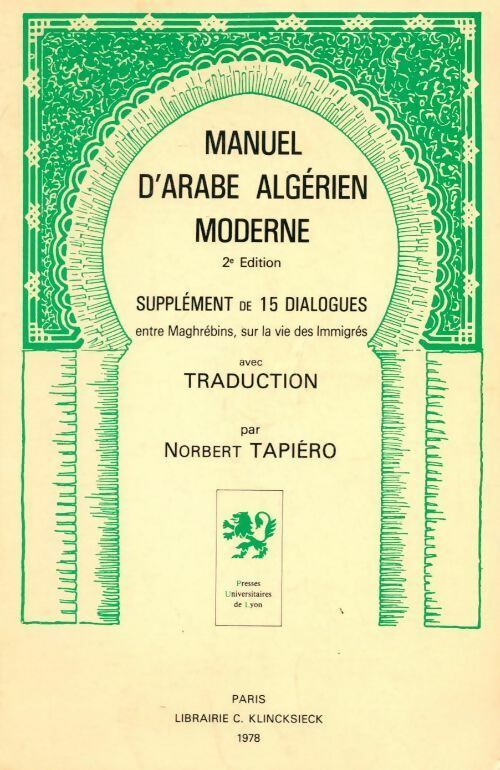 MANUEL
D'ARABE ALGÉRIEN
MODERNE
2e Edition
SUPPLÉMENT DE 15 DIALOGUES
entre Maghrébins, sur la vie des Immigrés
avec
TRADUCTION
par
NORBERT TAPIÉRO
Presses
Universitaires
de Lyon
PARIS
LIBRAIRIE C. KLINCKSIECK
1978